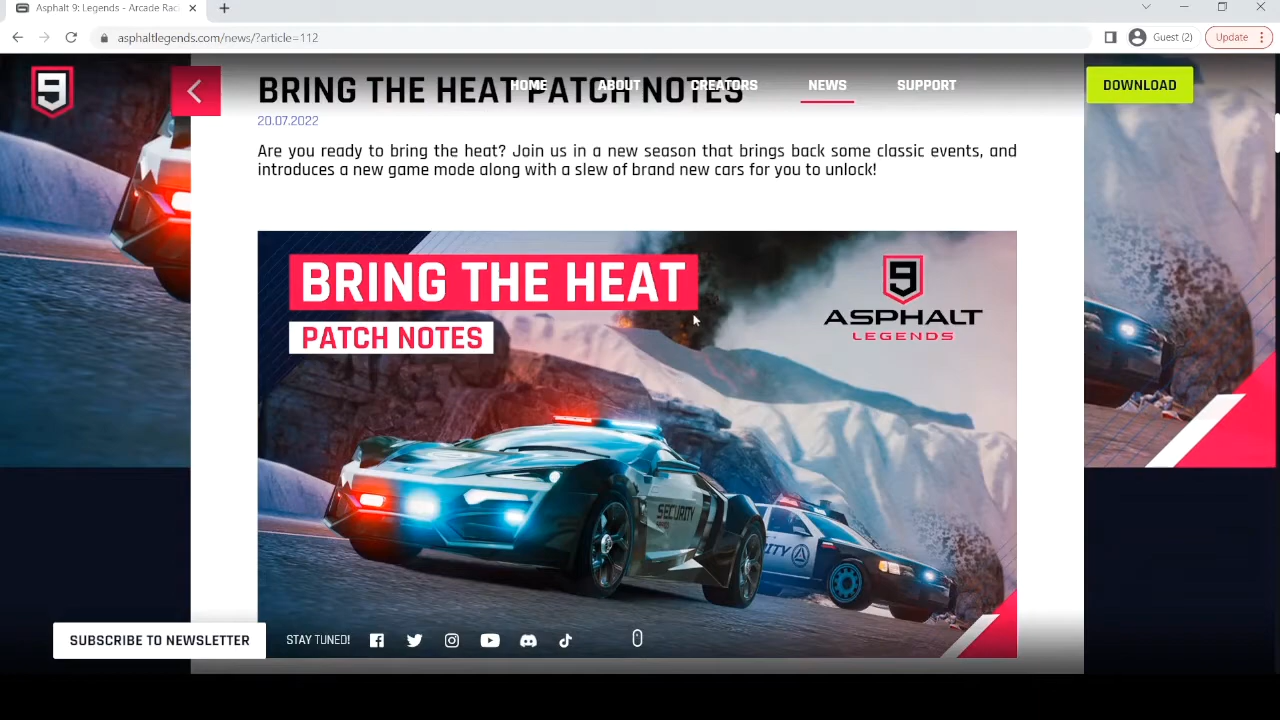 Asphalt 9: Legends - Arcade Rac
asphaltlegends.com/news/?article=112
Guest (2)
Update
9
BRING THE HEAT PATCH NOTES
HOME
ABOUT
CREATORS
NEWS
SUPPORT
DOWNLOAD
20.07.2022
Are you ready to bring the heat? Join us in a new season that brings back some classic events, and
introduces a new game mode along with a slew of brand new cars for you to unlock!
BRING THE HEAT
PATCH NOTES
9
ASPHALT
LEGENDS
SECURITY
SUBSCRIBE TO NEWSLETTER
STAY TUNED!